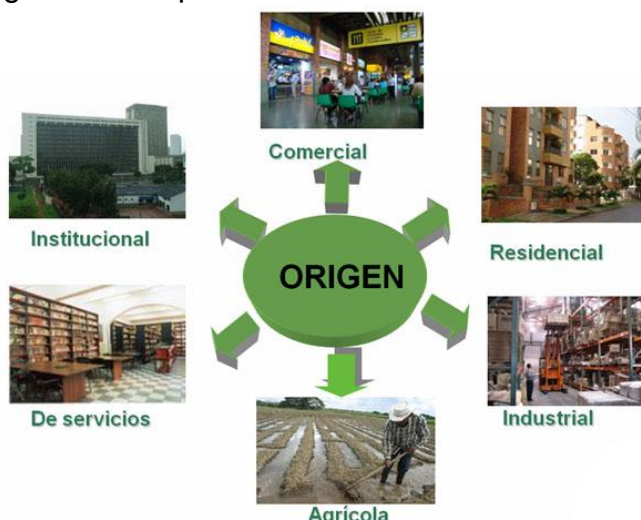 Comercial
Institucional
Residencial
ORIGEN
De servicios
Industrial
Agrícola